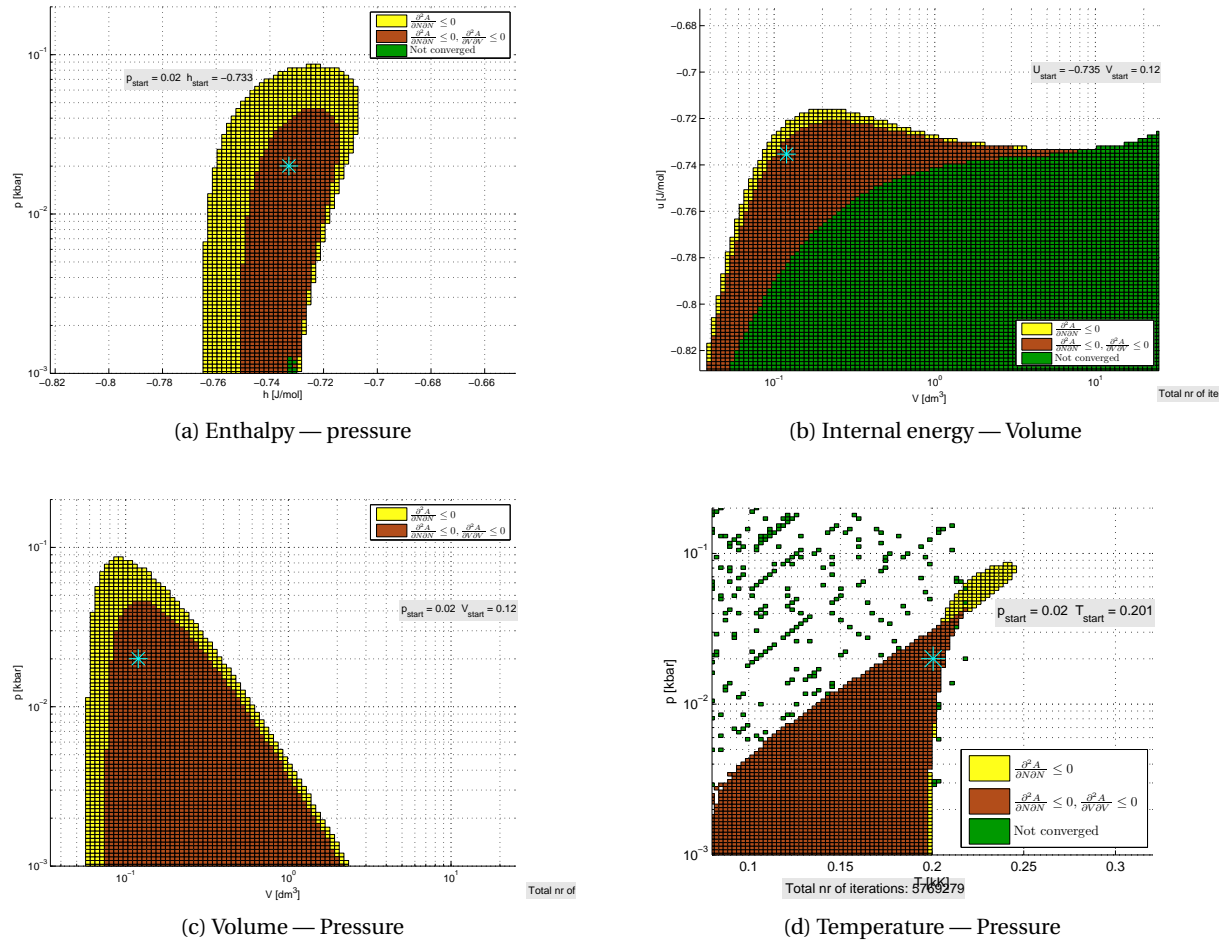 ∂²A/∂N∂N ≤ 0
∂²A/∂N∂N ≤ 0, ∂²A/∂V∂V ≤ 0
Not converged
p_start = 0.02 h_start = −0.733
10^−1
10^−2
10^−3
p [kbar]
−0.82 −0.8 −0.78 −0.76 −0.74 −0.72 −0.7 −0.68 −0.66
h [J/mol]
(a) Enthalpy — pressure
U_start = −0.735 V_start = 0.12
−0.68
−0.7
−0.72
−0.74
−0.76
−0.78
−0.8
−0.82
u [J/mol]
∂²A/∂N∂N ≤ 0
∂²A/∂N∂N ≤ 0, ∂²A/∂V∂V ≤ 0
Not converged
10^−1 10^0 10^1
V [dm³]
Total nr of ite
(b) Internal energy — Volume
∂²A/∂N∂N ≤ 0
∂²A/∂N∂N ≤ 0, ∂²A/∂V∂V ≤ 0
p_start = 0.02 V_start = 0.12
10^−1
10^−2
10^−3
p [kbar]
10^−1 10^0 10^1
V [dm³]
Total nr of
(c) Volume — Pressure
p_start = 0.02 T_start = 0.201
10^−1
10^−2
10^−3
p [kbar]
∂²A/∂N∂N ≤ 0
∂²A/∂N∂N ≤ 0, ∂²A/∂V∂V ≤ 0
Not converged
0.1 0.15 0.2 0.25 0.3
T [kK]
Total nr of iterations: 5769279
(d) Temperature — Pressure